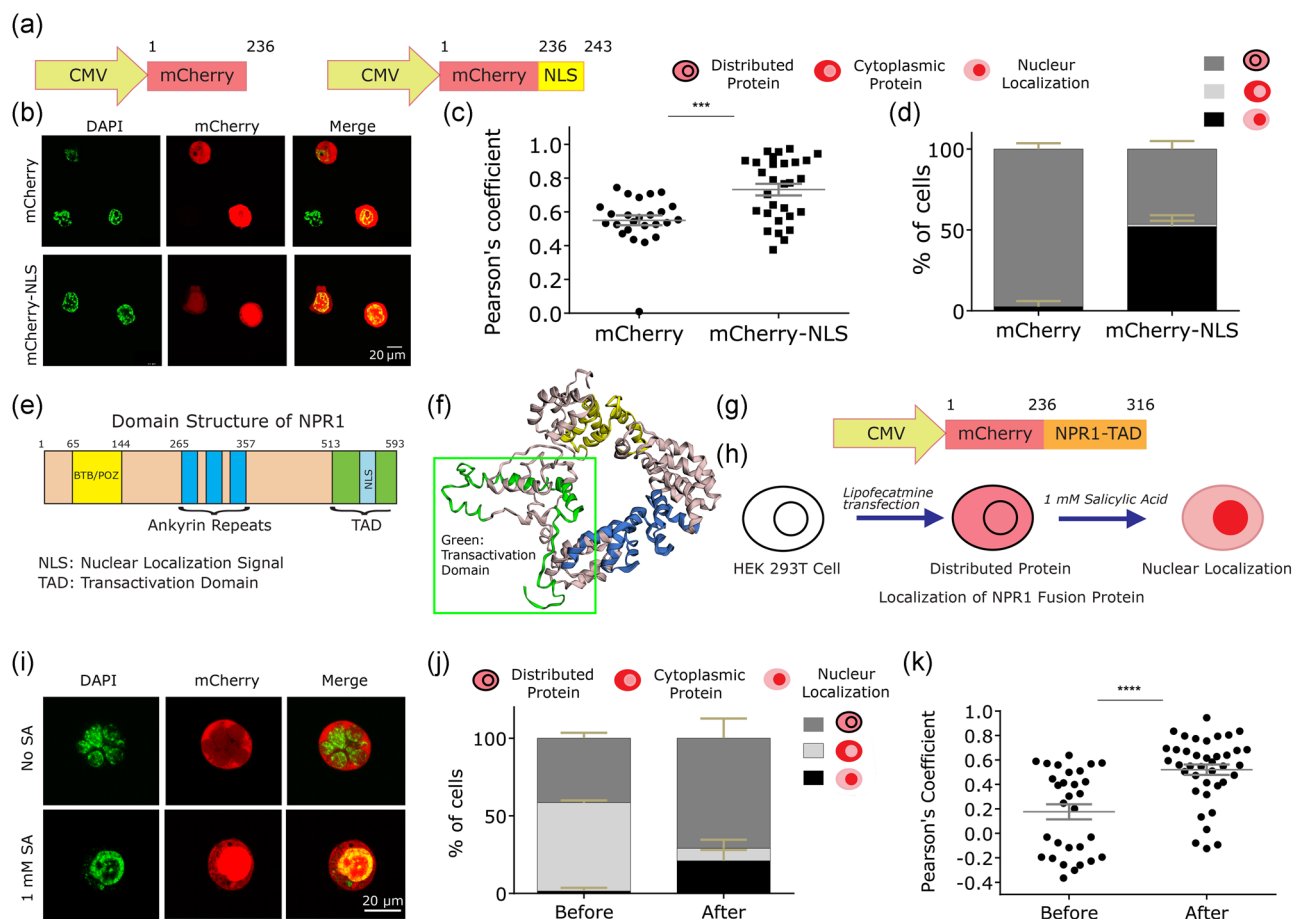 (a)
1 236
CMV mCherry
1 236 243
CMV mCherry NLS
Distributed Protein
Cytoplasmic Protein
Nuclear Localization
(b)
DAPI mCherry Merge
mCherry
mCherry-NLS
20 µm
(c)
***
Pearson's coefficient
1.0
0.8
0.6
0.4
0.2
0.0
mCherry mCherry-NLS
(d)
% of cells
100
50
0
mCherry mCherry-NLS
(e)
Domain Structure of NPR1
1 65 144 265 357 513 593
BTB/POZ
NLS
Ankyrin Repeats TAD
NLS: Nuclear Localization Signal
TAD: Transactivation Domain
(f)
Green:
Transactivation
Domain
(g)
1 236 316
CMV mCherry NPR1-TAD
(h)
Lipofecatmine
transfection
1 mM Salicylic Acid
HEK 293T Cell
Distributed Protein
Nuclear Localization
Localization of NPR1 Fusion Protein
(i)
DAPI mCherry Merge
No SA
1 mM SA
20 µm
(j)
Distributed
Protein
Cytoplasmic
Protein
Nuclear
Localization
% of cells
100
50
0
Before After
(k)
****
Pearson's Coefficient
1.0
0.8
0.6
0.4
0.2
0.0
-0.2
-0.4
Before After